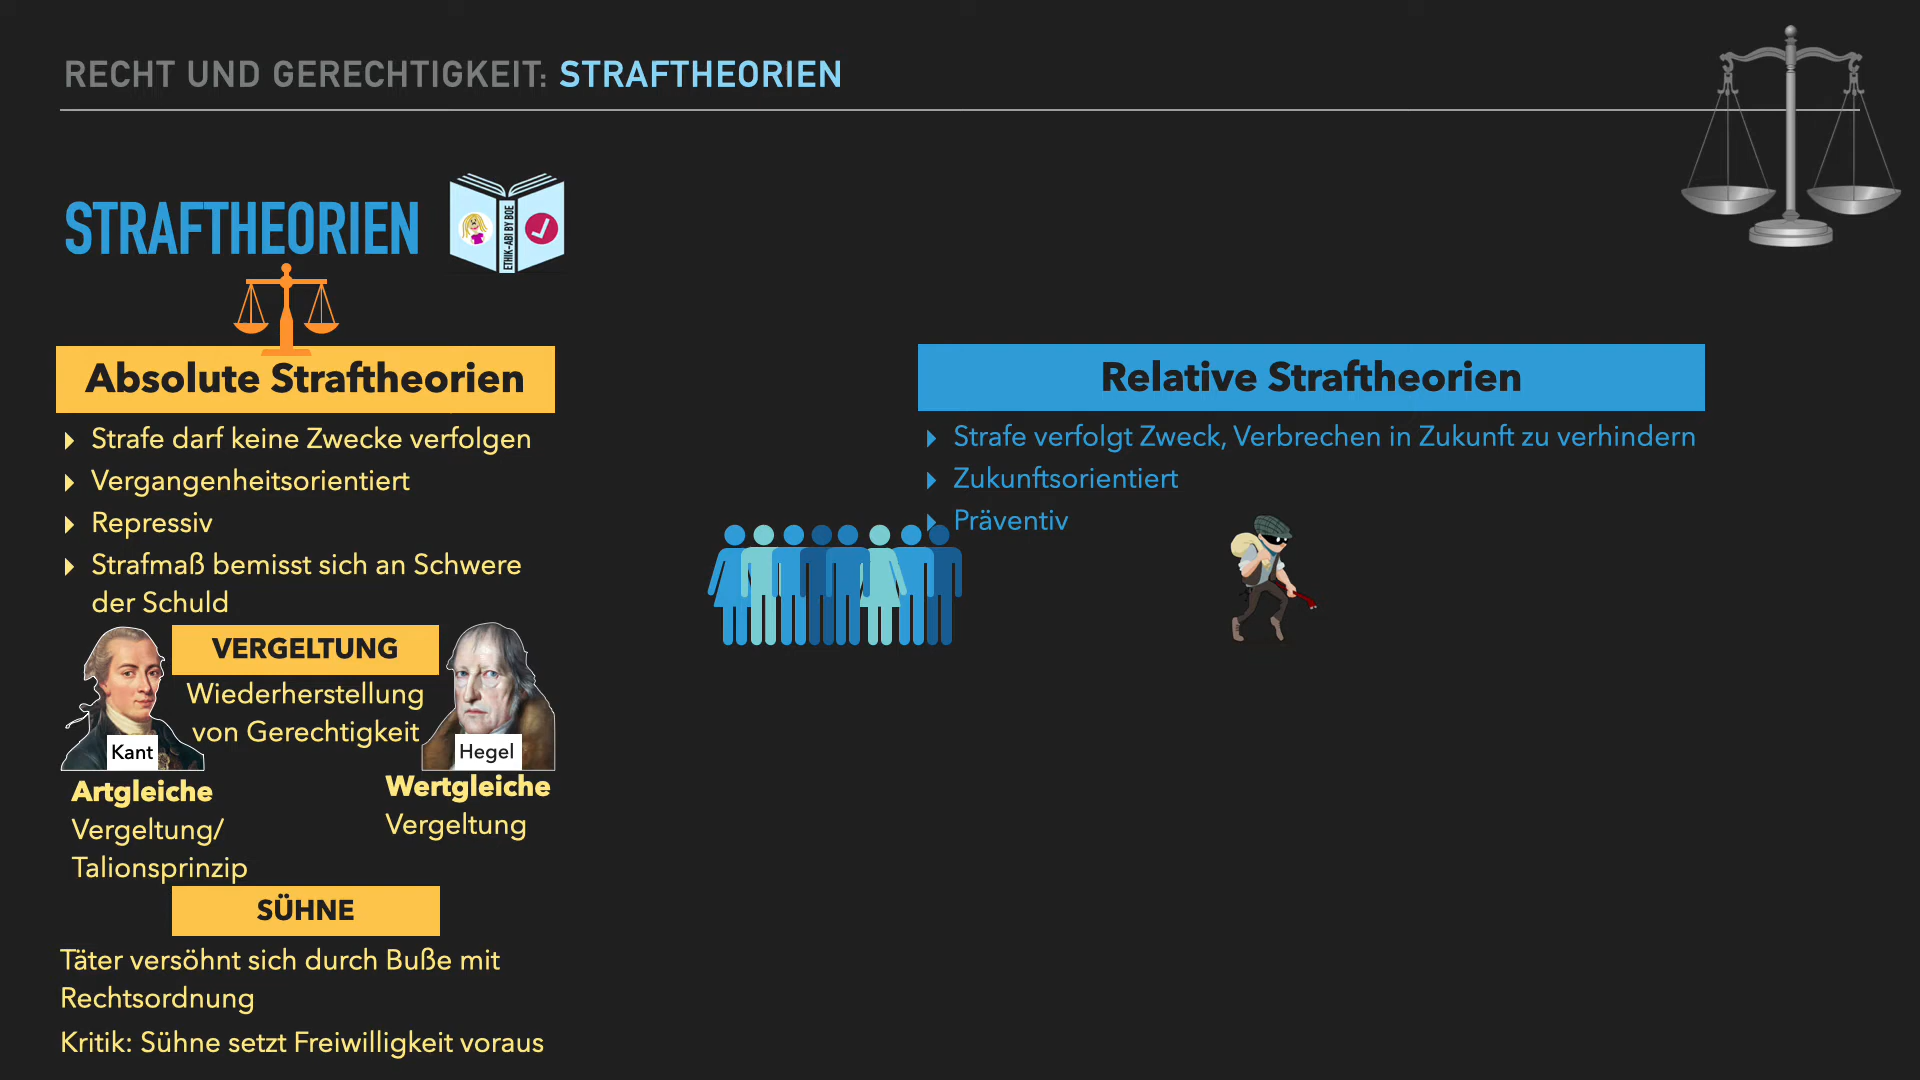 RECHT UND GERECHTIGKEIT: STRAFTHEORIEN
STRAFTHEORIEN
ETHIK-ABI BY BOE
Absolute Straftheorien
Strafe darf keine Zwecke verfolgen
Vergangenheitsorientiert
Repressiv
Strafmaß bemisst sich an Schwere
der Schuld
VERGELTUNG
Wiederherstellung
von Gerechtigkeit
Kant
Hegel
Artgleiche
Vergeltung/
Talionsprinzip
Wertgleiche
Vergeltung
SÜHNE
Täter versöhnt sich durch Buße mit
Rechtsordnung
Kritik: Sühne setzt Freiwilligkeit voraus
Relative Straftheorien
Strafe verfolgt Zweck, Verbrechen in Zukunft zu verhindern
Zukunftsorientiert
Präventiv